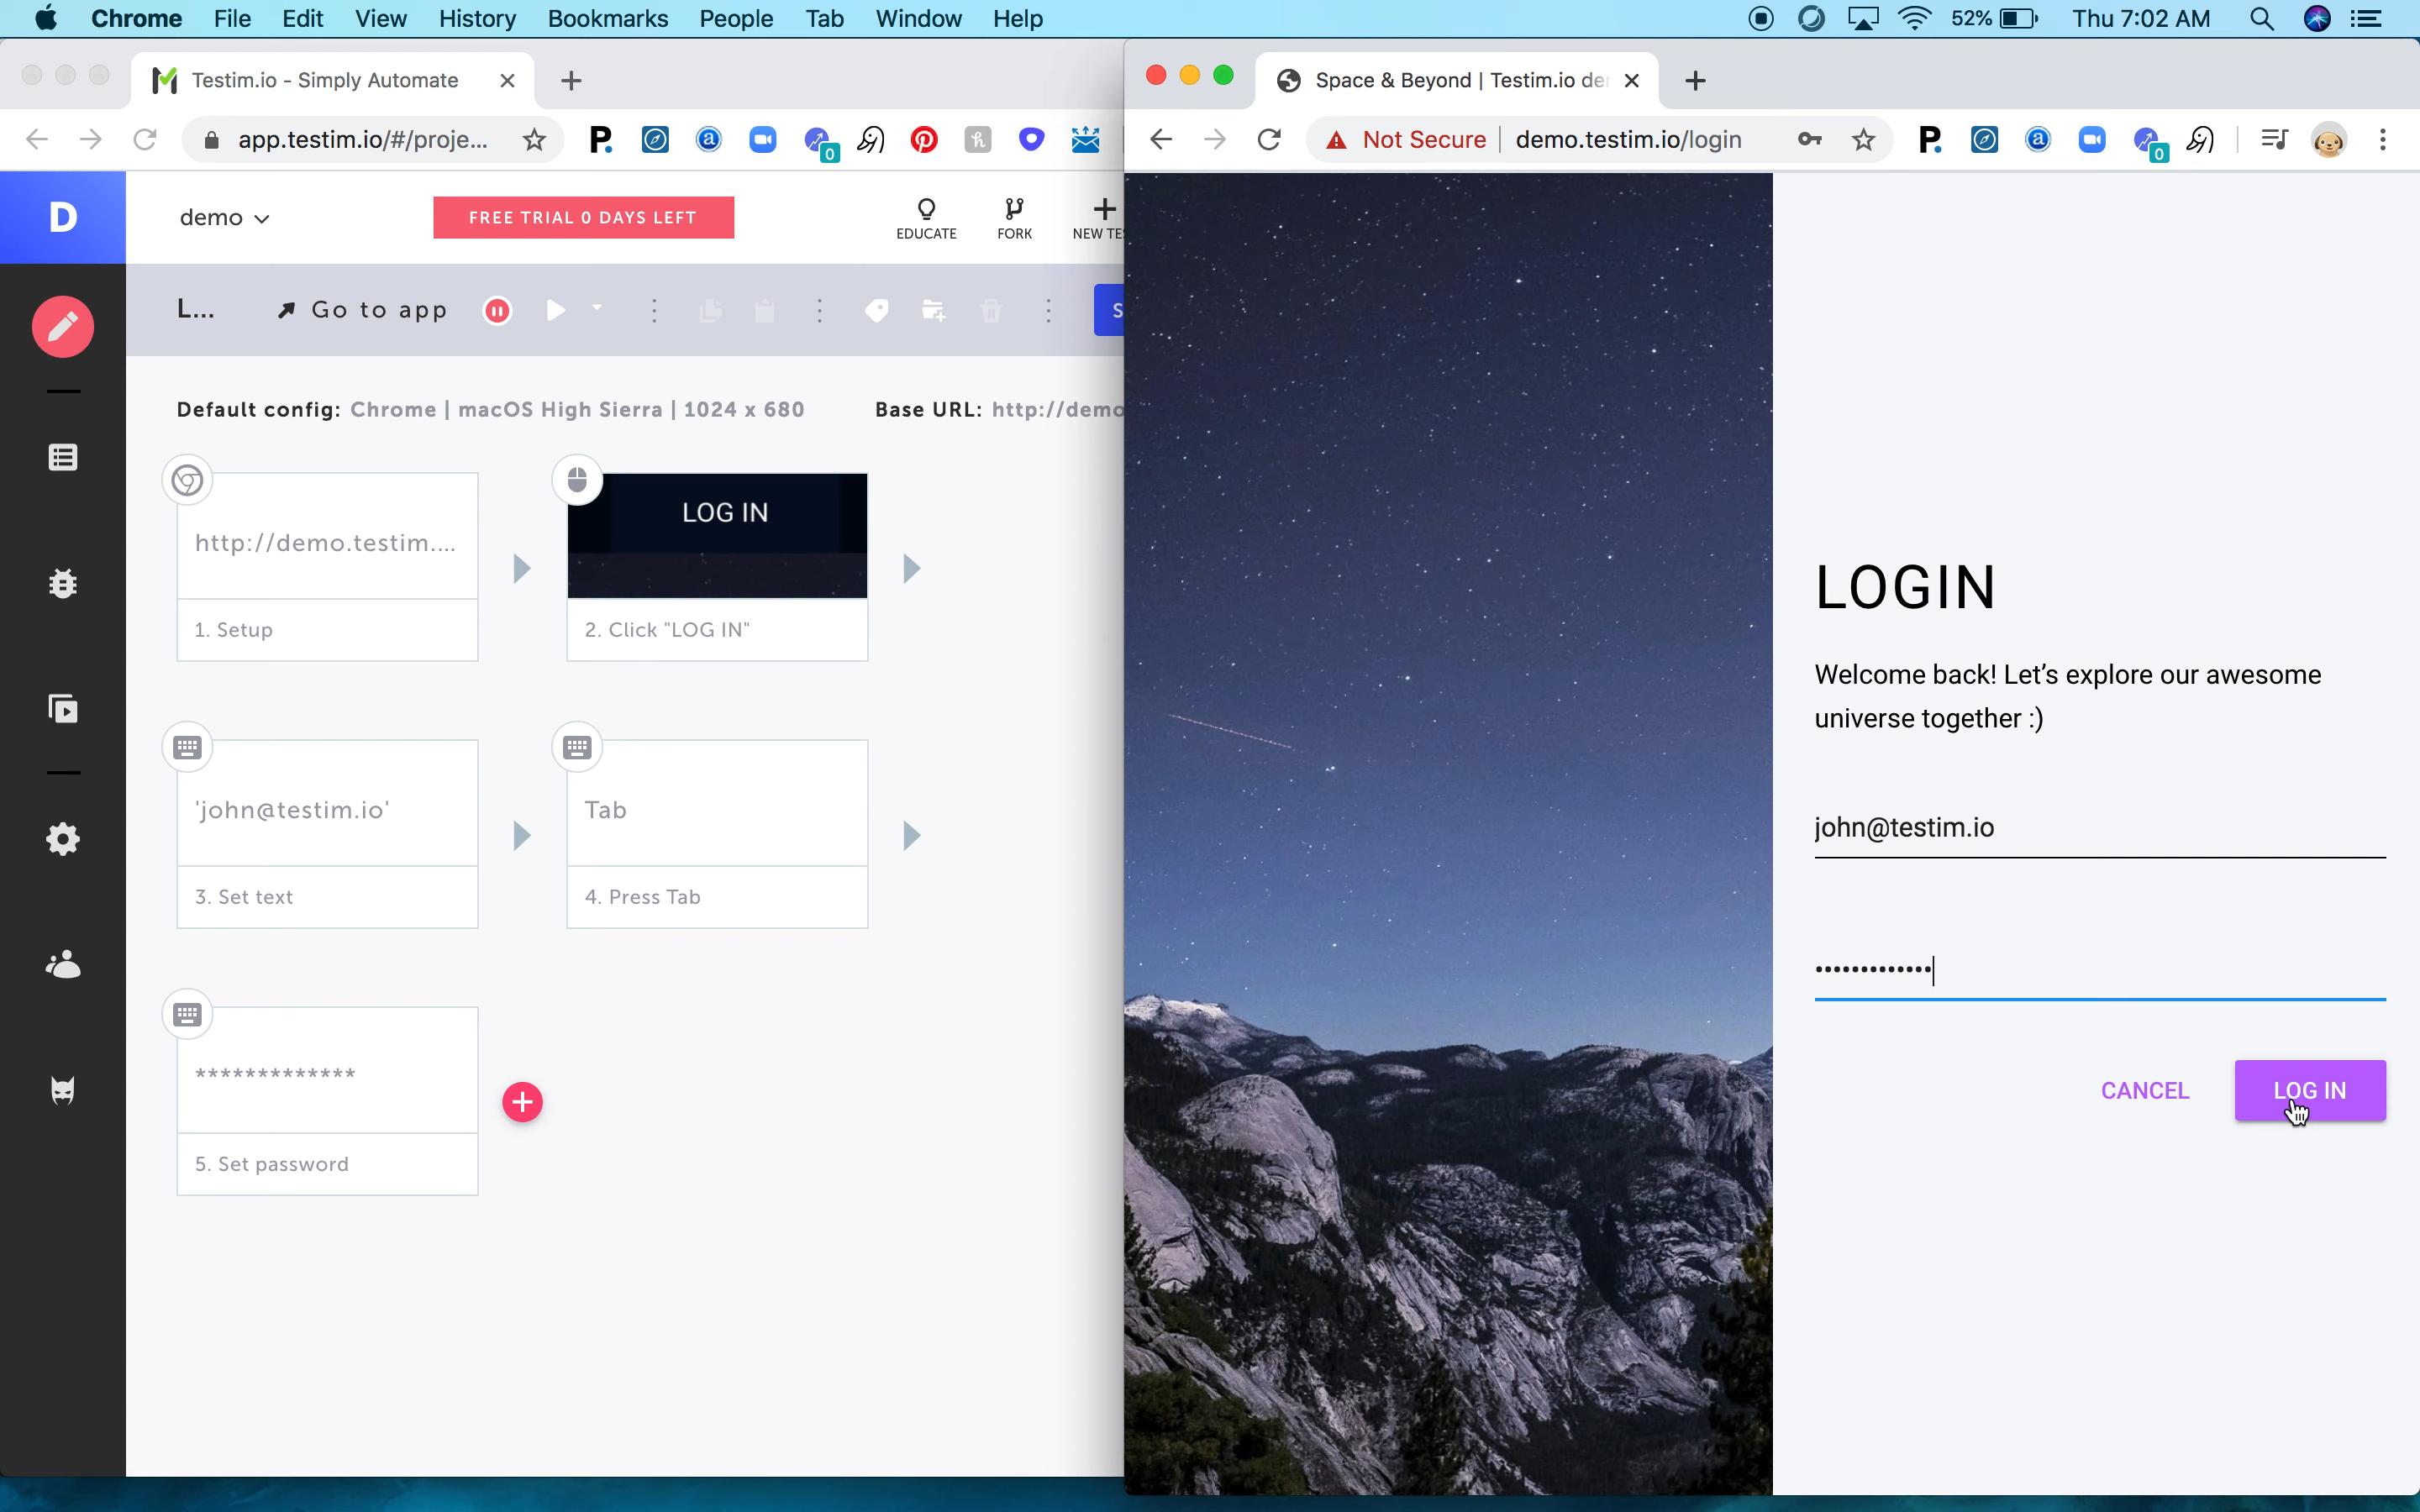 Chrome File Edit View History Bookmarks People Tab Window Help
52% Thu 7:02 AM
Testim.io - Simply Automate
app.testim.io/#/proje...
D
demo
FREE TRIAL 0 DAYS LEFT
EDUCATE
FORK
NEW TES
L...
Go to app
S
Default config: Chrome | macOS High Sierra | 1024 x 680
Base URL: http://demo
http://demo.testim....
1. Setup
LOG IN
2. Click "LOG IN"
'john@testim.io'
3. Set text
Tab
4. Press Tab
*************
5. Set password
Space & Beyond | Testim.io de
Not Secure | demo.testim.io/login
0
0
LOGIN
Welcome back! Let's explore our awesome
universe together :)
john@testim.io
•••••••••••••
CANCEL
LOG IN